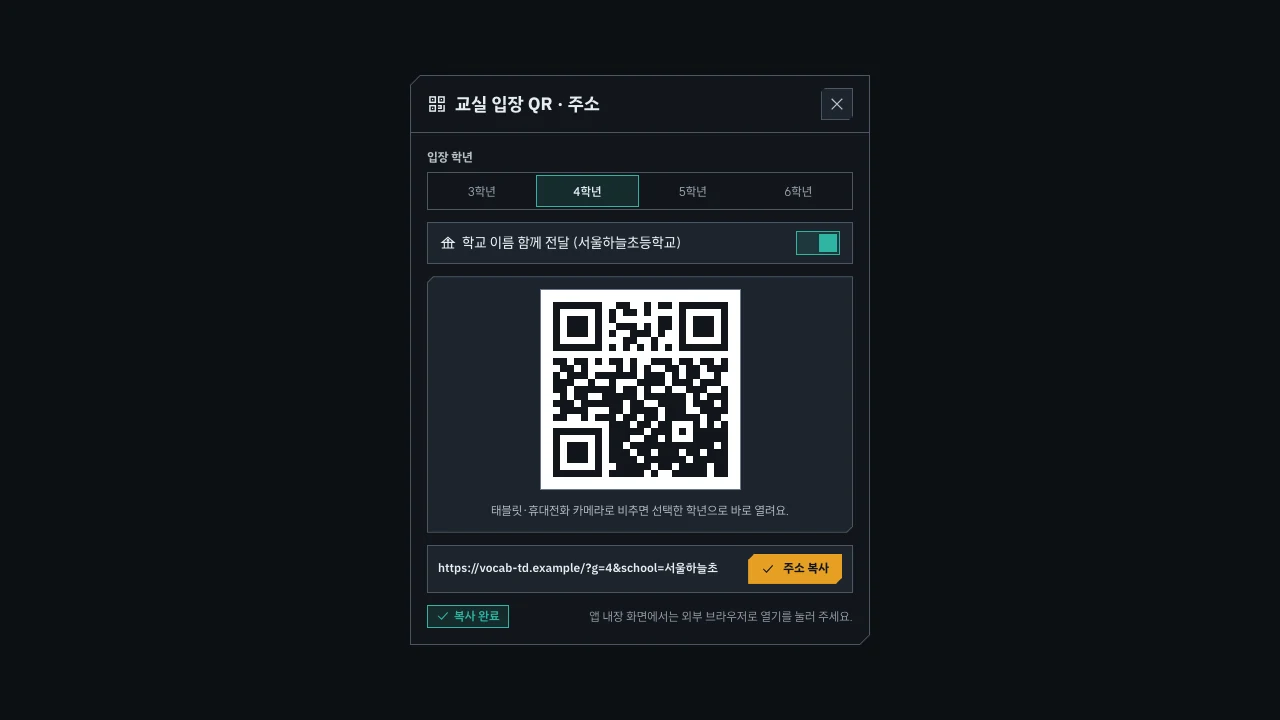 교실 입장 QR · 주소
입장 학년
3학년 4학년 5학년 6학년
학교 이름 함께 전달 (서울하늘초등학교)
태블릿·휴대전화 카메라로 비추면 선택한 학년으로 바로 열려요.
https://vocab-td.example/?g=4&school=서울하늘초
주소 복사
복사 완료
앱 내장 화면에서는 외부 브라우저로 열기를 눌러 주세요.